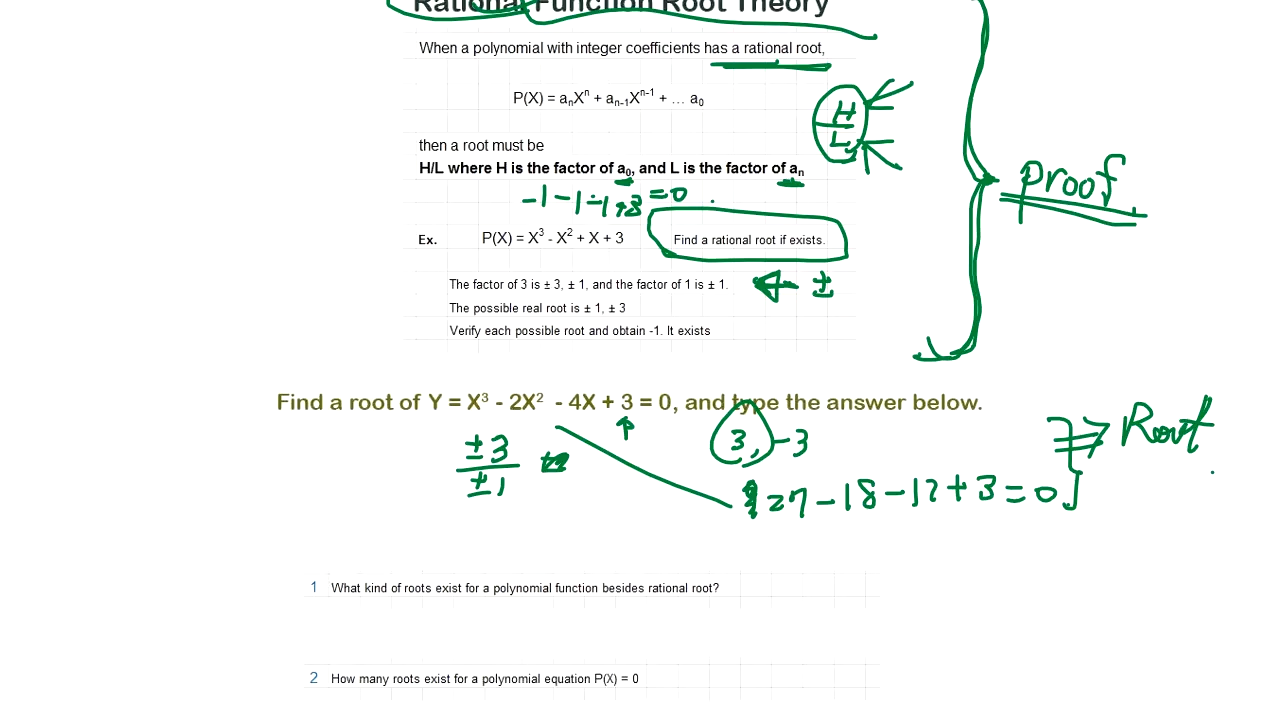 Rational Function Root Theory
When a polynomial with integer coefficients has a rational root,
P(X) = aₙXⁿ + aₙ₋₁Xⁿ⁻¹ + ... a₀
H
L
then a root must be
H/L where H is the factor of a₀, and L is the factor of aₙ
proof
-1-1-1+3=0
Ex. P(X) = X³ - X² + X + 3 Find a rational root if exists.
The factor of 3 is ± 3, ± 1, and the factor of 1 is ± 1. ±
The possible real root is ± 1, ± 3
Verify each possible root and obtain -1. It exists
Find a root of Y = X³ - 2X² - 4X + 3 = 0, and type the answer below.
Root
±3
±1
3, -3
27-18-12+3=0
1 What kind of roots exist for a polynomial function besides rational root?
2 How many roots exist for a polynomial equation P(X) = 0